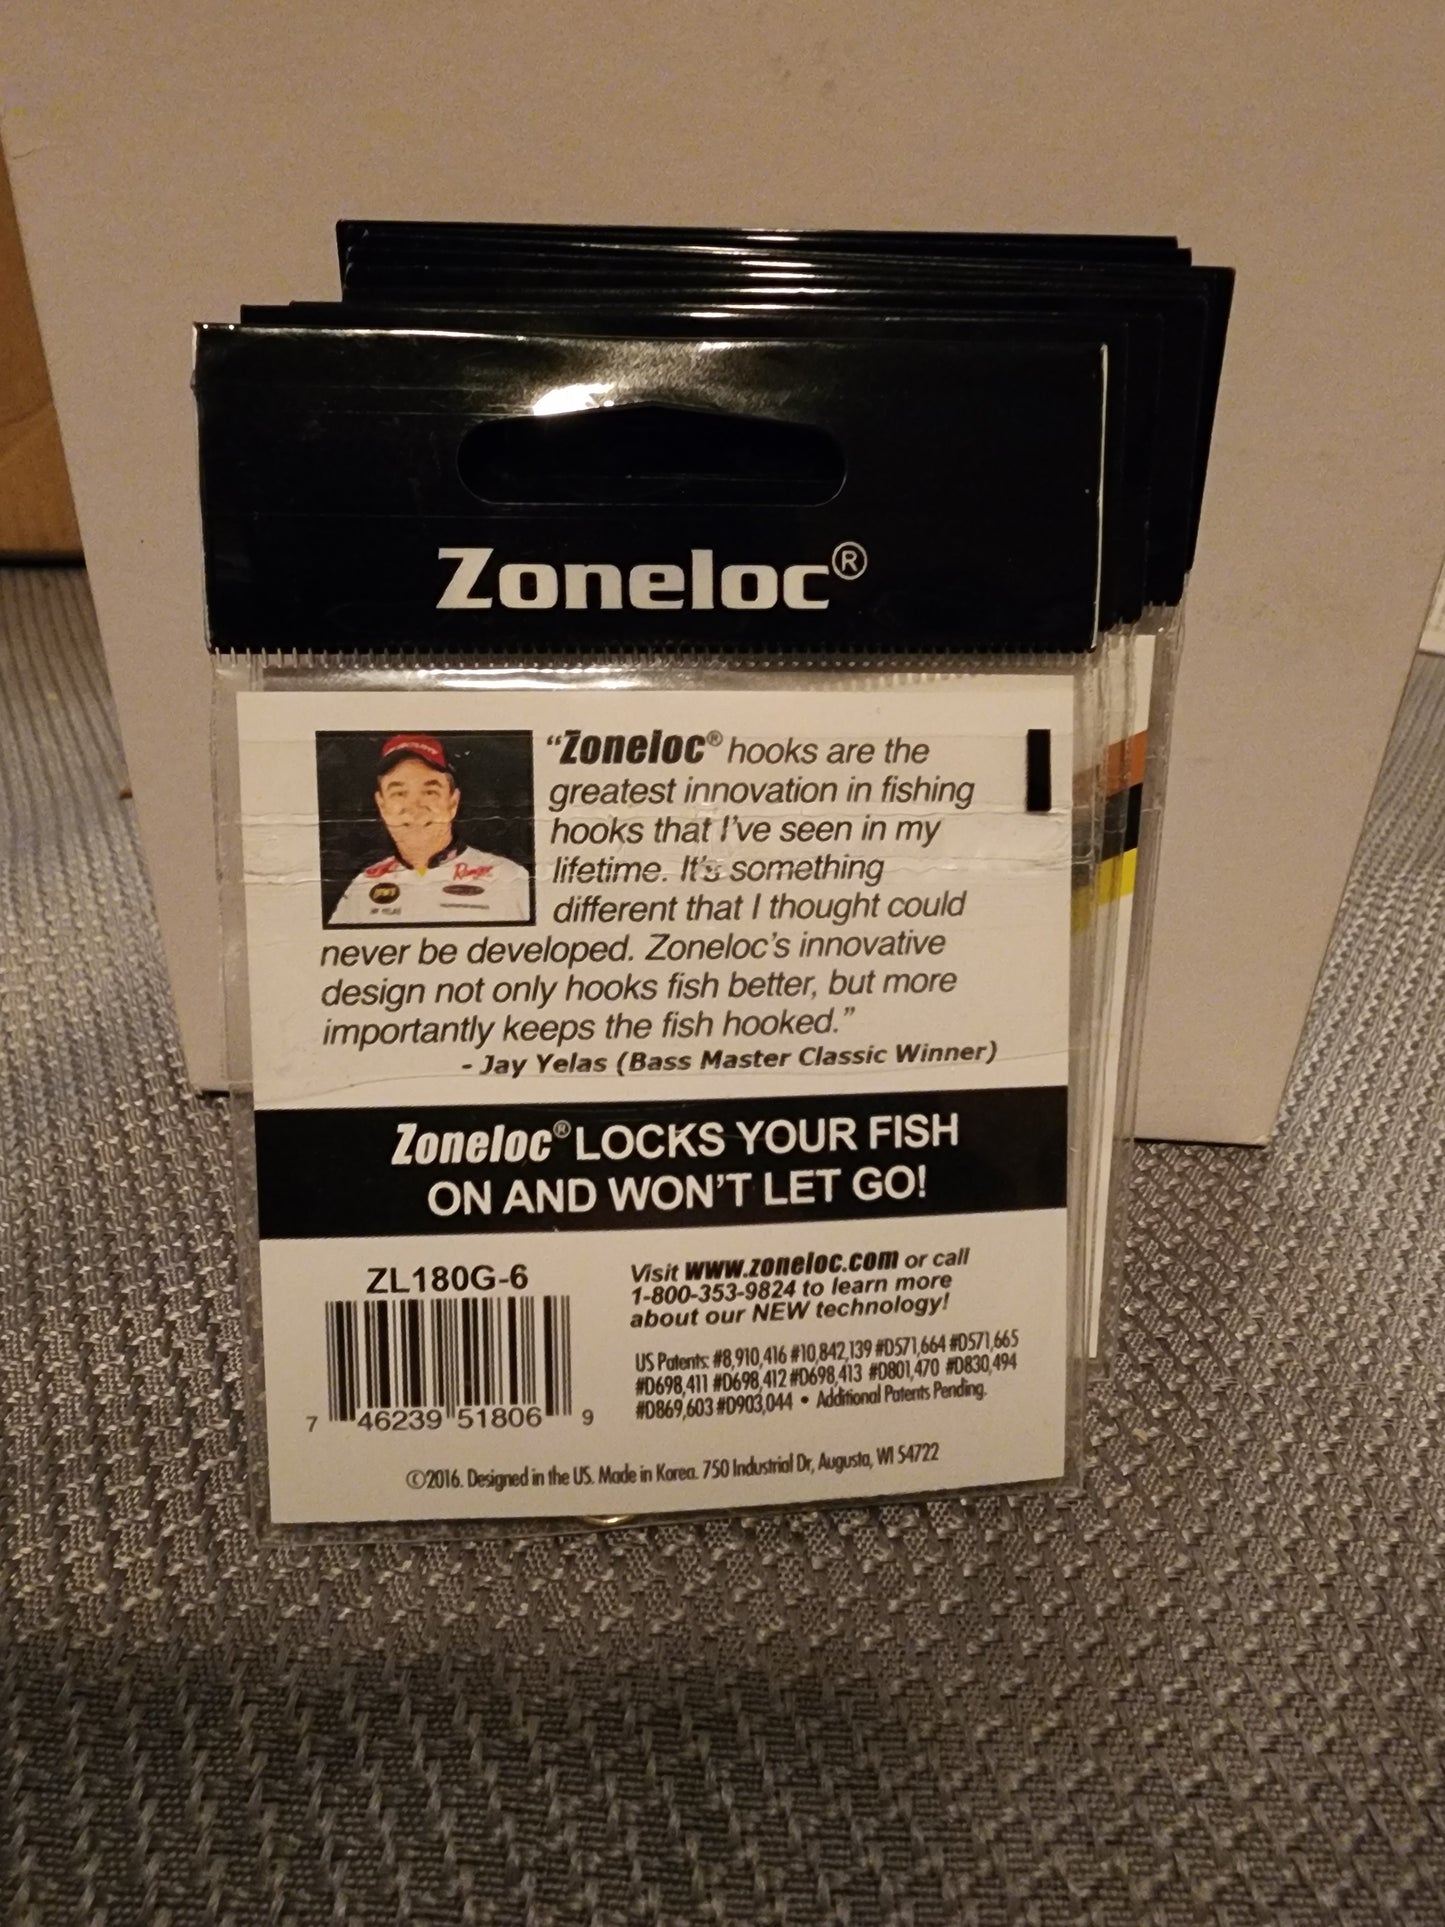 Zoneloc®
“Zoneloc® hooks are the
greatest innovation in fishing
hooks that I’ve seen in my
lifetime. It’s something
different that I thought could
never be developed. Zoneloc’s innovative
design not only hooks fish better, but more
importantly keeps the fish hooked.”
- Jay Yelas (Bass Master Classic Winner)
Ranger
Zoneloc® LOCKS YOUR FISH
ON AND WON’T LET GO!
ZL180G-6
7 46239 51806 9
Visit www.zoneloc.com or call
1-800-353-9824 to learn more
about our NEW technology!
US Patents: #8,910,416 #10,842,139 #D571,664 #D571,665
#D698,411 #D698,412 #D698,413 #D801,470 #D830,494
#D869,603 #D903,044 • Additional Patents Pending.
©2016. Designed in the US. Made in Korea. 750 Industrial Dr, Augusta, WI 54722